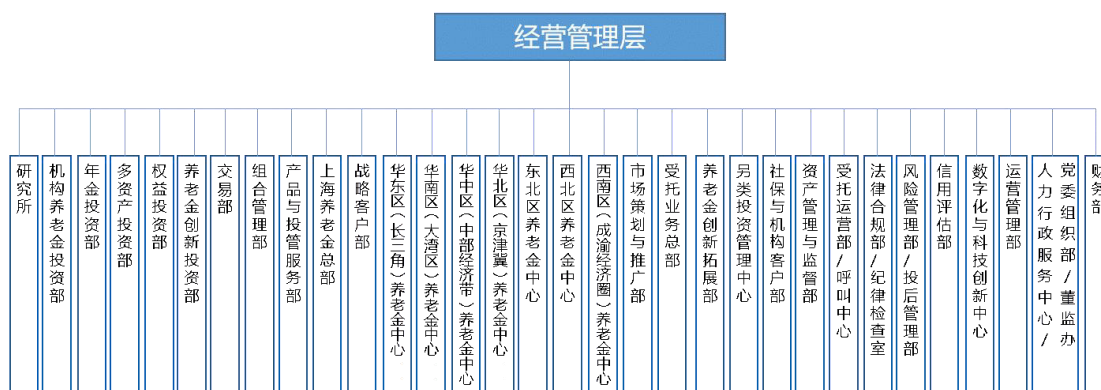 经营管理层
研究所
机构养老金投资部
年金投资部
多资产投资部
权益投资部
养老金创新投资部
交易部
组合管理部
产品与投管服务部
上海养老金总部
战略客户部
华东区（长三角）养老金中心
华南区（大湾区）养老金中心
华中区（中部经济带）养老金中心
华北区（京津冀）养老金中心
东北区养老金中心
西北区养老金中心
西南区（成渝经济圈）养老金中心
市场策划与推广部
受托业务总部
养老金创新拓展部
另类投资管理中心
社保与机构客户部
资产管理与监督部
受托运营部/呼叫中心
法律合规部/纪律检查室
风险管理部/投后管理部
信用评估部
数字化与科技创新中心
运营管理部
党委组织部/董监办
人力行政服务中心/
财务部